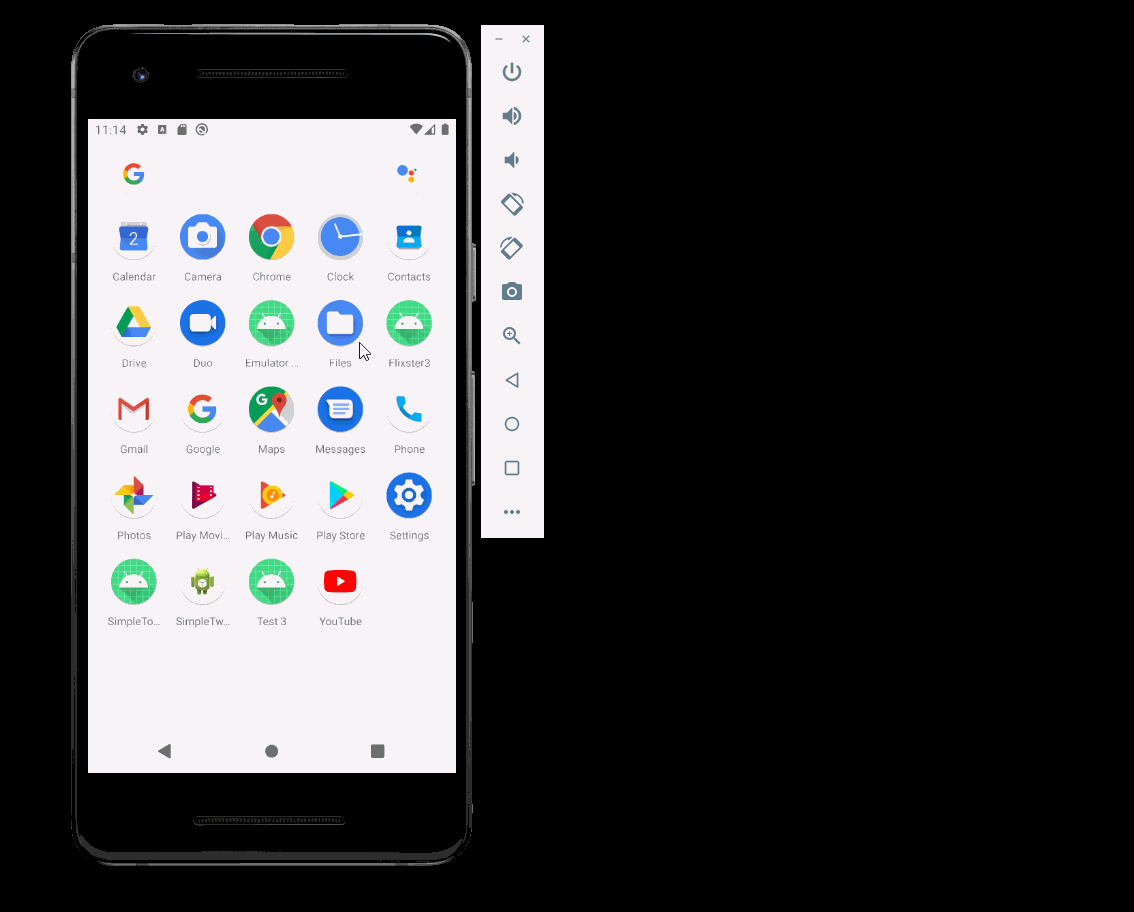 11:14
2
Calendar Camera Chrome Clock Contacts
Drive Duo Emulator ... Files Flixster3
G
Gmail Google Maps Messages Phone
Photos Play Movi... Play Music Play Store Settings
SimpleTo... SimpleTw... Test 3 YouTube